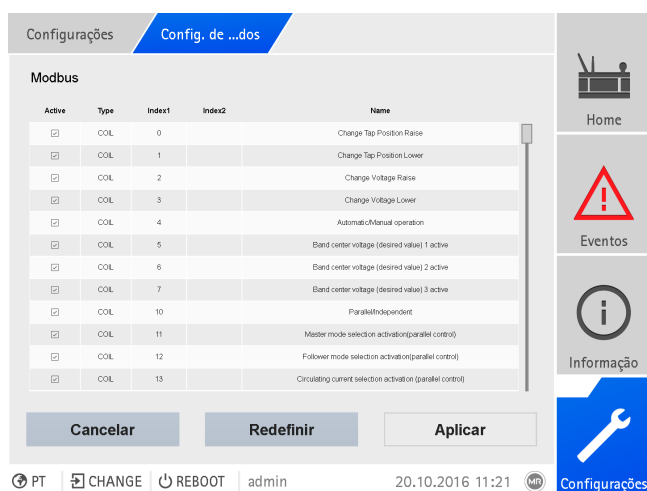 Configurações Config. de ...dos
Modbus
Active Type Index1 Index2 Name
COIL 0 Change Tap Position Raise
COIL 1 Change Tap Position Lower
COIL 2 Change Voltage Raise
COIL 3 Change Voltage Lower
COIL 4 Automatic/Manual operation
COIL 5 Band center voltage (desired value) 1 active
COIL 6 Band center voltage (desired value) 2 active
COIL 7 Band center voltage (desired value) 3 active
COIL 10 Parallel/Independent
COIL 11 Master mode selection activation(parallel control)
COIL 12 Follower mode selection activation(parallel control)
COIL 13 Circulating current selection activation (parallel control)
Cancelar Redefinir Aplicar
PT CHANGE REBOOT admin 20.10.2016 11:21 MR
Home
Eventos
Informação
Configurações